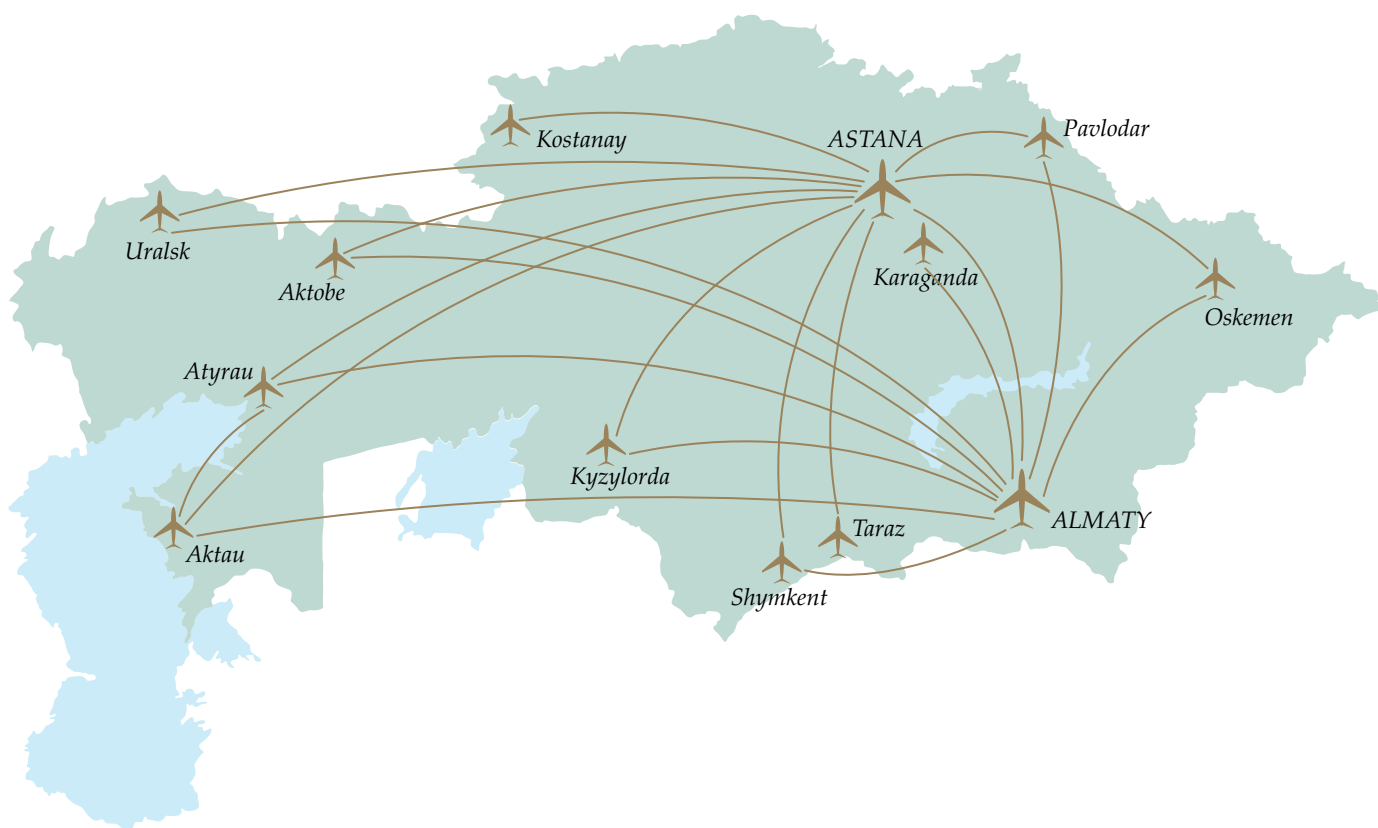 Pavlodar
Kostanay
ASTANA
Uralsk
Karaganda
Aktobe
Oskemen
Atyrau
Kyzylorda
ALMATY
Taraz
Aktau
Shymkent